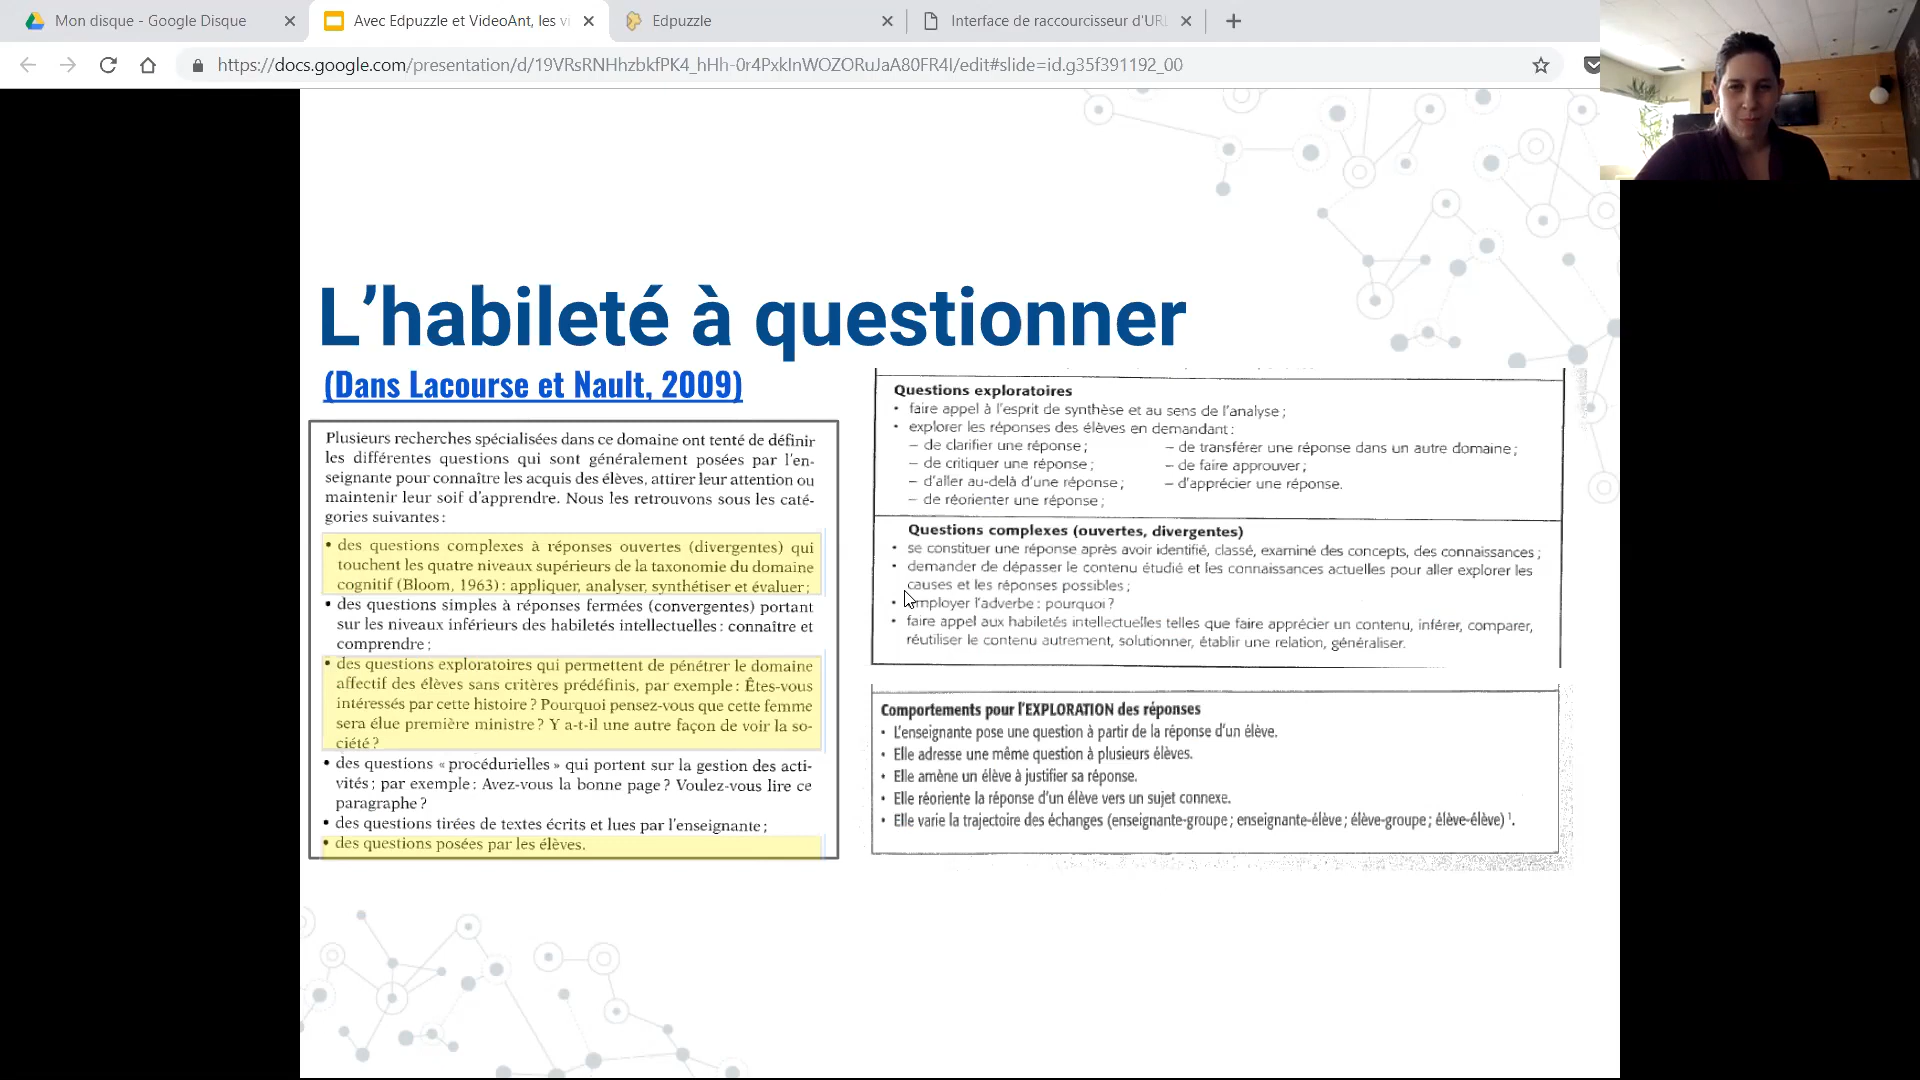 Mon disque - Google Disque
Avec Edpuzzle et VideoAnt, les vi
Edpuzzle
Interface de raccourcisseur d'URL
https://docs.google.com/presentation/d/19VRsRNHhzbkfPK4_hHh-0r4PxkInWOZORuJaA80FR4I/edit#slide=id.g35f391192_00
L'habileté à questionner
(Dans Lacourse et Nault, 2009)
Plusieurs recherches spécialisées dans ce domaine ont tenté de définir
les différentes questions qui sont généralement posées par l'en-
seignante pour connaître les acquis des élèves, attirer leur attention ou
maintenir leur soif d'apprendre. Nous les retrouvons sous les caté-
gories suivantes :
• des questions complexes à réponses ouvertes (divergentes) qui
touchent les quatre niveaux supérieurs de la taxonomie du domaine
cognitif (Bloom, 1963) : appliquer, analyser, synthétiser et évaluer ;
• des questions simples à réponses fermées (convergentes) portant
sur les niveaux inférieurs des habiletés intellectuelles : connaître et
comprendre ;
• des questions exploratoires qui permettent de pénétrer le domaine
affectif des élèves sans critères prédéfinis, par exemple : Êtes-vous
intéressés par cette histoire ? Pourquoi pensez-vous que cette femme
sera élue première ministre ? Y a-t-il une autre façon de voir la so-
ciété ?
• des questions « procédurielles » qui portent sur la gestion des acti-
vités ; par exemple : Avez-vous la bonne page ? Voulez-vous lire ce
paragraphe ?
• des questions tirées de textes écrits et lues par l'enseignante ;
• des questions posées par les élèves.
Questions exploratoires
• faire appel à l'esprit de synthèse et au sens de l'analyse ;
• explorer les réponses des élèves en demandant :
– de clarifier une réponse ;
– de critiquer une réponse ;
– d'aller au-delà d'une réponse ;
– de réorienter une réponse ;
– de transférer une réponse dans un autre domaine ;
– de faire approuver ;
– d'apprécier une réponse.
Questions complexes (ouvertes, divergentes)
• se constituer une réponse après avoir identifié, classé, examiné des concepts, des connaissances ;
• demander de dépasser le contenu étudié et les connaissances actuelles pour aller explorer les
causes et les réponses possibles ;
• employer l'adverbe : pourquoi ?
• faire appel aux habiletés intellectuelles telles que faire apprécier un contenu, inférer, comparer,
réutiliser le contenu autrement, solutionner, établir une relation, généraliser.
Comportements pour l'EXPLORATION des réponses
• L'enseignante pose une question à partir de la réponse d'un élève.
• Elle adresse une même question à plusieurs élèves.
• Elle amène un élève à justifier sa réponse.
• Elle réoriente la réponse d'un élève vers un sujet connexe.
• Elle varie la trajectoire des échanges (enseignante-groupe ; enseignante-élève ; élève-groupe ; élève-élève) ¹.